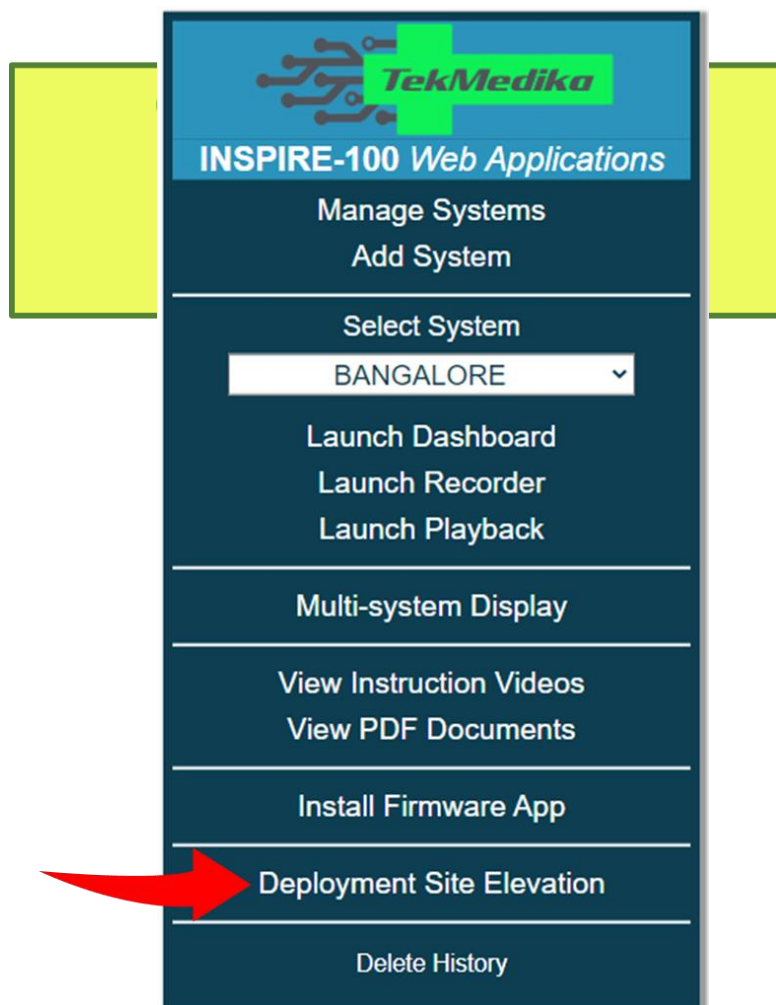 TekMedika
INSPIRE-100 Web Applications
Manage Systems
Add System
Select System
BANGALORE
Launch Dashboard
Launch Recorder
Launch Playback
Multi-system Display
View Instruction Videos
View PDF Documents
Install Firmware App
Deployment Site Elevation
Delete History